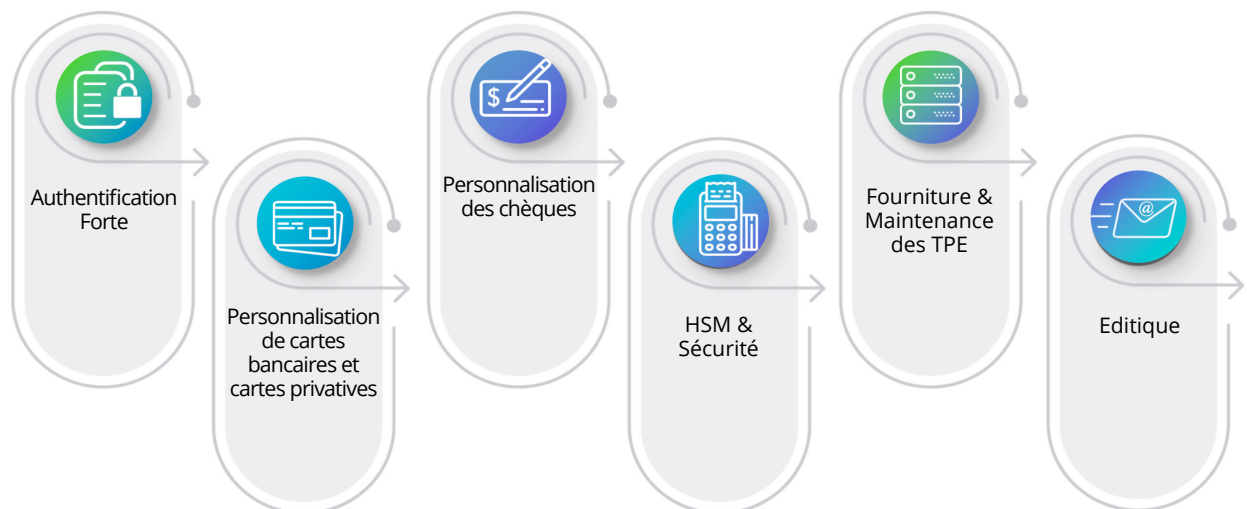 Authentification
Forte
Personnalisation
de cartes
bancaires et
cartes privatives
Personnalisation
des chèques
$
HSM &
Sécurité
Fourniture &
Maintenance
des TPE
@
Editique